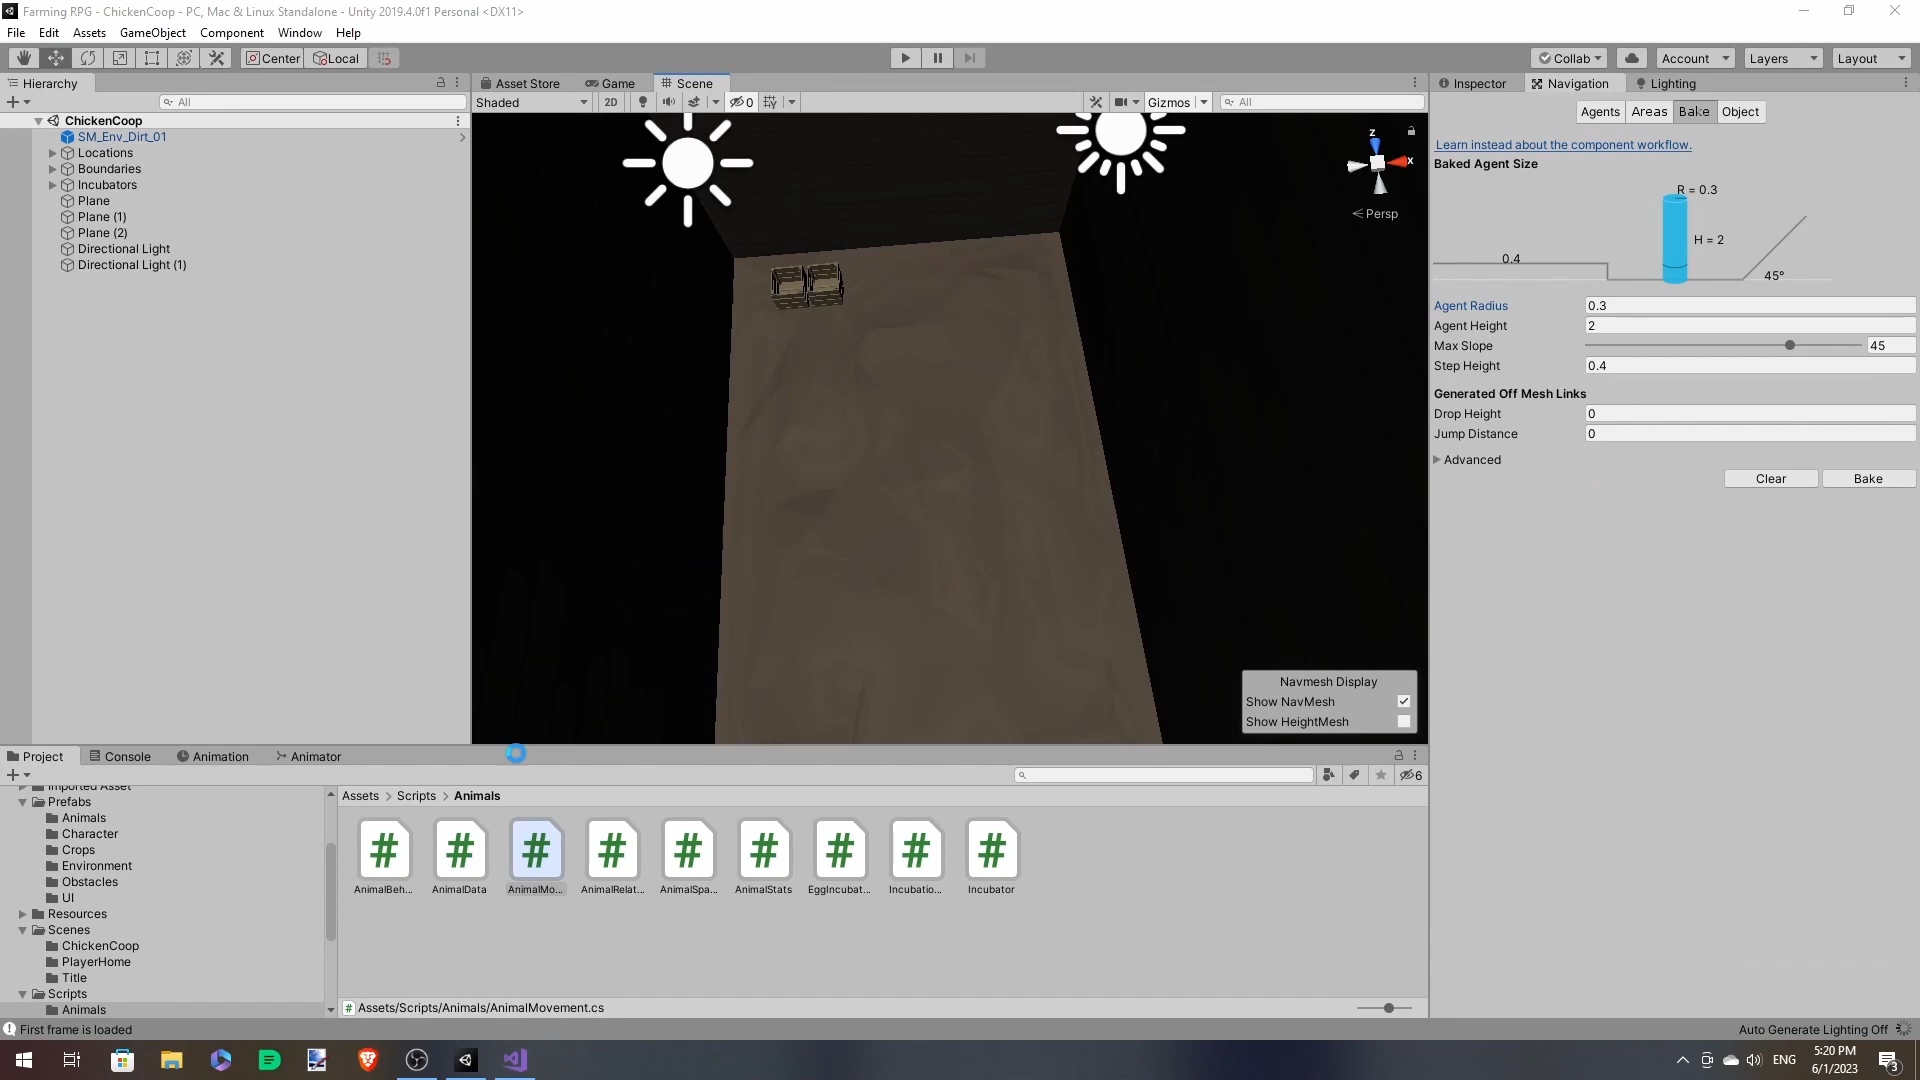 Farming RPG - ChickenCoop - PC, Mac & Linux Standalone - Unity 2019.4.0f1 Personal <DX11>
File Edit Assets GameObject Component Window Help
Center Local Collab Account Layers Layout
Hierarchy
All
ChickenCoop
SM_Env_Dirt_01
Locations
Boundaries
Incubators
Plane
Plane (1)
Plane (2)
Directional Light
Directional Light (1)
Asset Store Game Scene
Shaded 2D 0 Gizmos All
z
x
Persp
Navmesh Display
Show NavMesh
Show HeightMesh
Inspector Navigation Lighting
Agents Areas Bake Object
Learn instead about the component workflow.
Baked Agent Size
R = 0.3
H = 2
0.4
45°
Agent Radius 0.3
Agent Height 2
Max Slope 45
Step Height 0.4
Generated Off Mesh Links
Drop Height 0
Jump Distance 0
Advanced
Clear Bake
Project Console Animation Animator
6
Imported Asset
Prefabs
Animals
Character
Crops
Environment
Obstacles
UI
Resources
Scenes
ChickenCoop
PlayerHome
Title
Scripts
Animals
Assets > Scripts > Animals
AnimalBeh... AnimalData AnimalMo... AnimalRelat... AnimalSpa... AnimalStats EggIncubat... Incubatio... Incubator
Assets/Scripts/Animals/AnimalMovement.cs
First frame is loaded
Auto Generate Lighting Off
ENG
5:20 PM
6/1/2023
3